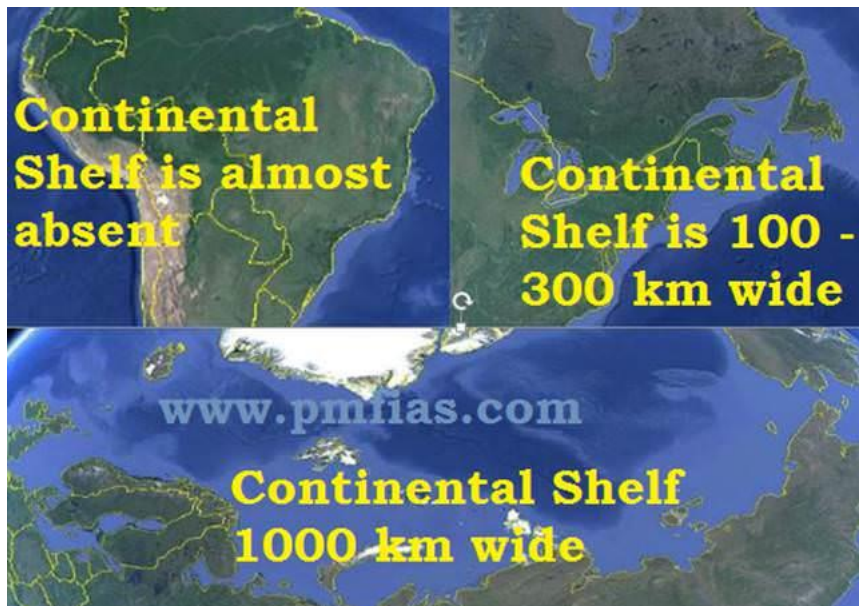 Continental
Shelf is almost
absent
Continental
Shelf is 100 -
300 km wide
www.pmfias.com
Continental Shelf
1000 km wide